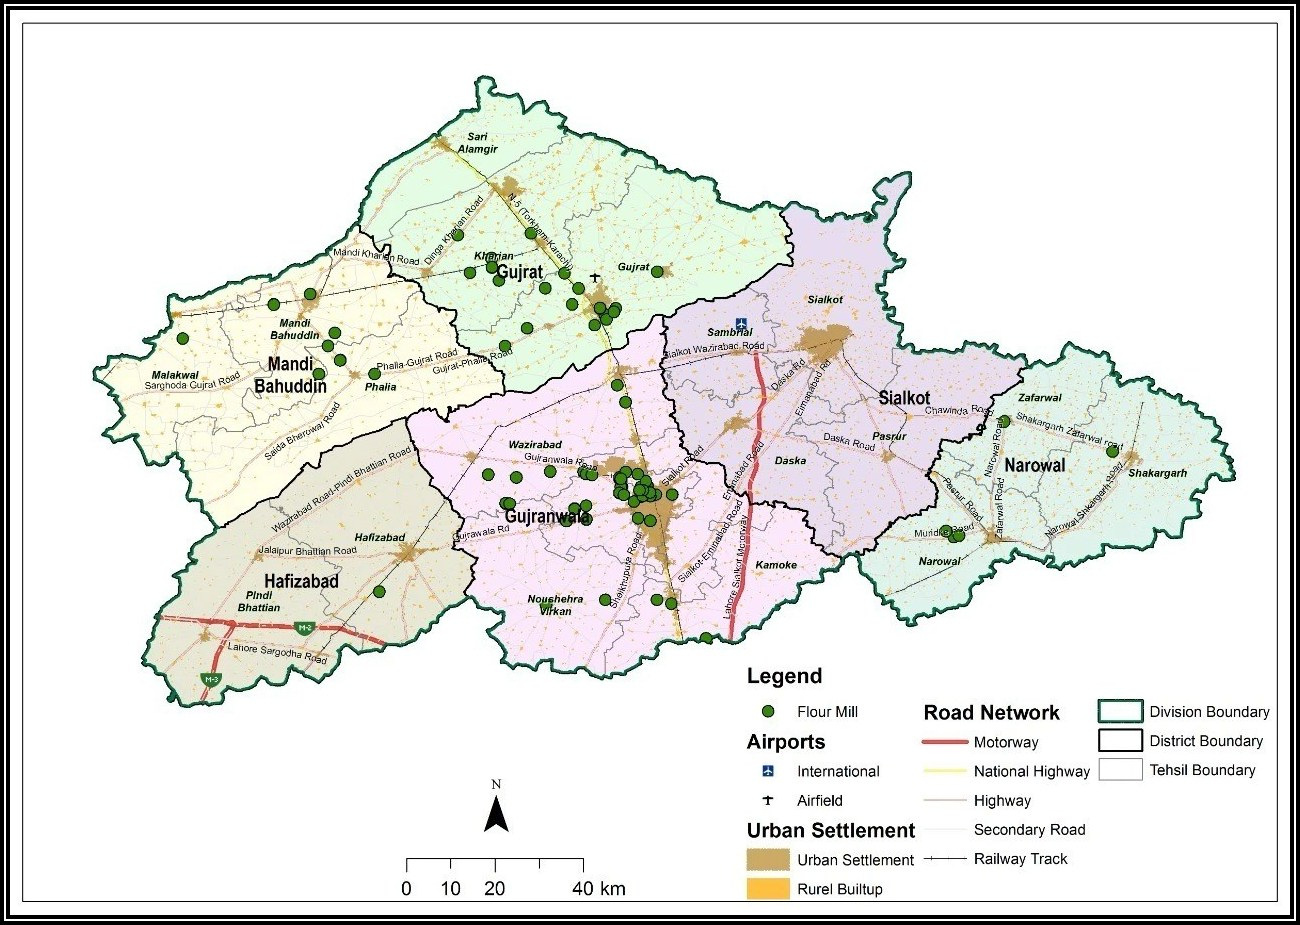 Sari
Alamgir
N-5 (Torkham-Karachi)
Dinga Kharian Road
Mandi Kharian Road
Kharian
Gujrat
Gujrat
Sialkot
Sambrial
Sialkot Wazirabad Road
Mandi
Bahuddin
Mandi
Bahuddin
Malakwal
Sarghoda Gujrat Road
Phalia-Gujrat Road
Gujrat-Phalia Road
Phalia
Saida Bherowal Road
Daska Rd
Eimanabad Rd
Sialkot
Chawinda Road
Zafarwal
Shakargarh Zafarwal road
Daska Road
Pasrur
Narowal Road
Narowal
Shakargarh
Wazirabad
Gujranwala Road
Sialkot Road
Daska
Eminabad Road
Wazirabad Road-Pindi Bhattian Road
Pasrur Road
Zafarwal Road
Narowal Shkargarh Road
Gujranwala
Gujrawala Rd
Muridke Road
Narowal
Hafizabad
Jalalpur Bhattian Road
Hafizabad
Sialkot-Eminabad Road
Sheikhupura Road
Lahore Sialkot Motorway
Kamoke
Pindi
Bhattian
Noushehra
Virkan
M-2
Lahore Sargodha Road
M-3
Legend
Flour Mill
Airports
International
Airfield
Urban Settlement
Urban Settlement
Rurel Builtup
Road Network
Motorway
National Highway
Highway
Secondary Road
Railway Track
Division Boundary
District Boundary
Tehsil Boundary
N
0 10 20 40 km